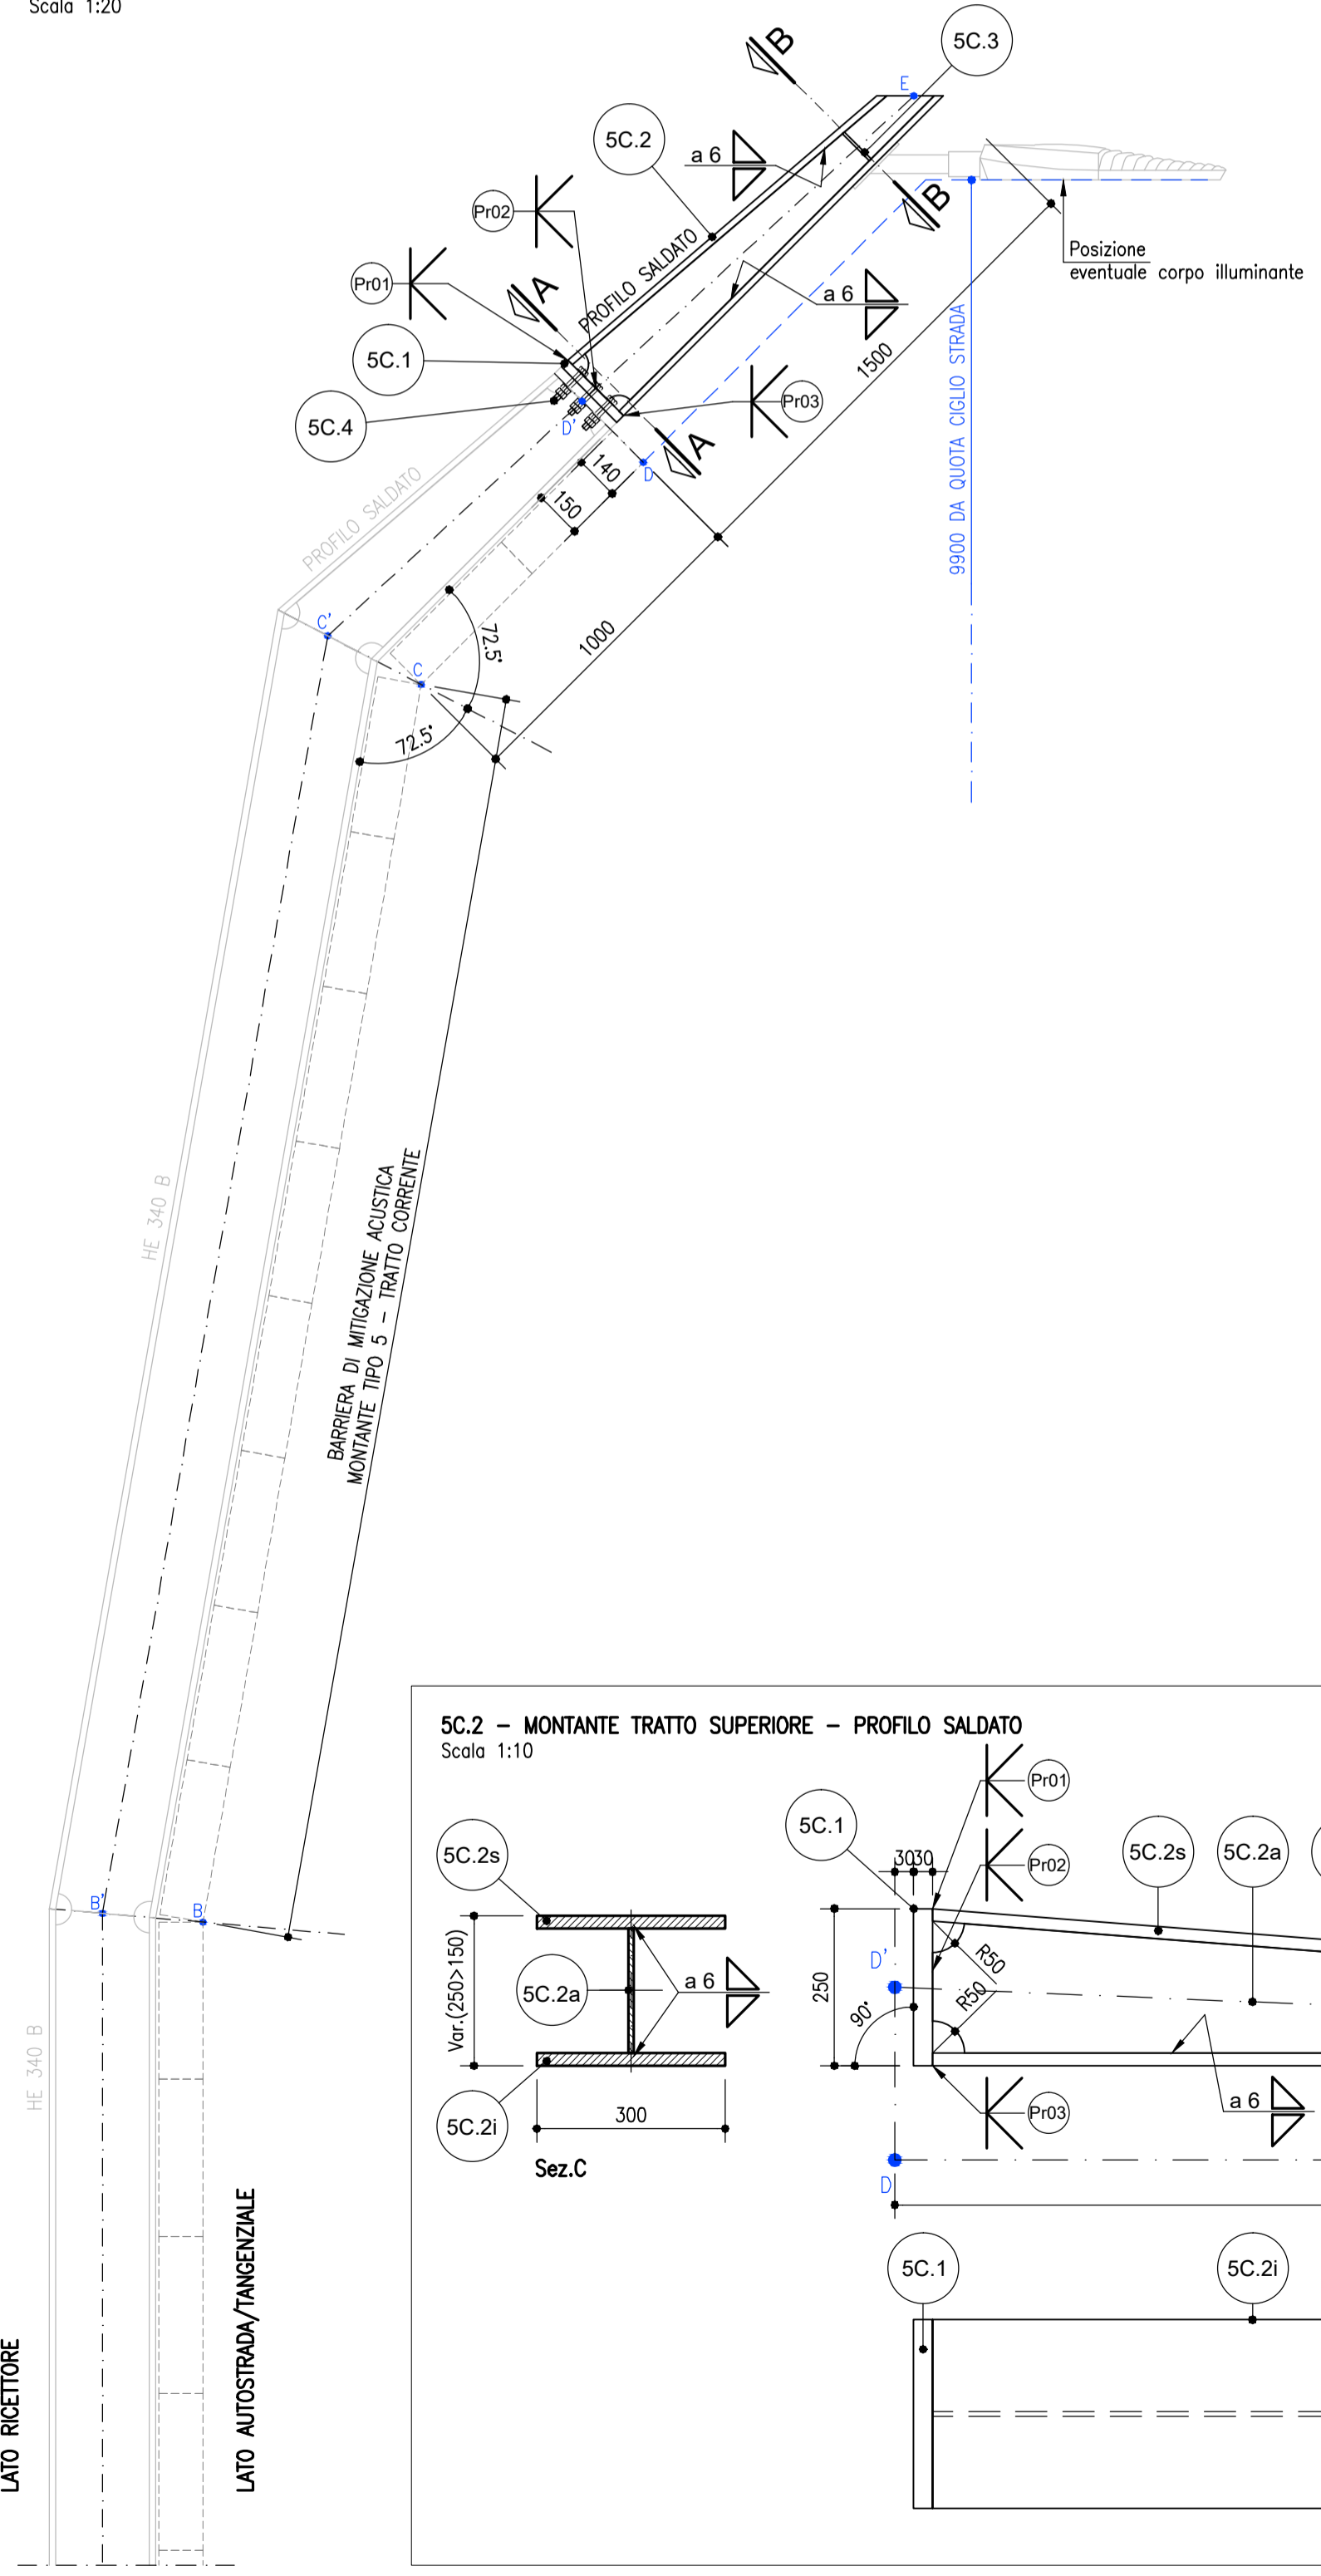 Scala 1:20
B
5C.3
E
5C.2
a 6
Pr02
B
Posizione
eventuale corpo illuminante
Pr01
A
PROFILO SALDATO
a 6
5C.1
1500
9900 DA QUOTA CIGLIO STRADA
Pr03
5C.4
D'
A
D
140
150
PROFILO SALDATO
C'
72.5°
1000
C
72.5°
HE 340 B
BARRIERA DI MITIGAZIONE ACUSTICA
MONTANTE TIPO 5 - TRATTO CORRENTE
B'
B
HE 340 B
LATO RICETTORE
LATO AUTOSTRADA/TANGENZIALE
5C.2 - MONTANTE TRATTO SUPERIORE - PROFILO SALDATO
Scala 1:10
Pr01
5C.1
5C.2s
3030
Pr02
5C.2s
5C.2a
Var.(250>150)
5C.2a
a 6
D'
250
90°
R50
R50
5C.2i
300
Pr03
a 6
Sez.C
D
5C.1
5C.2i